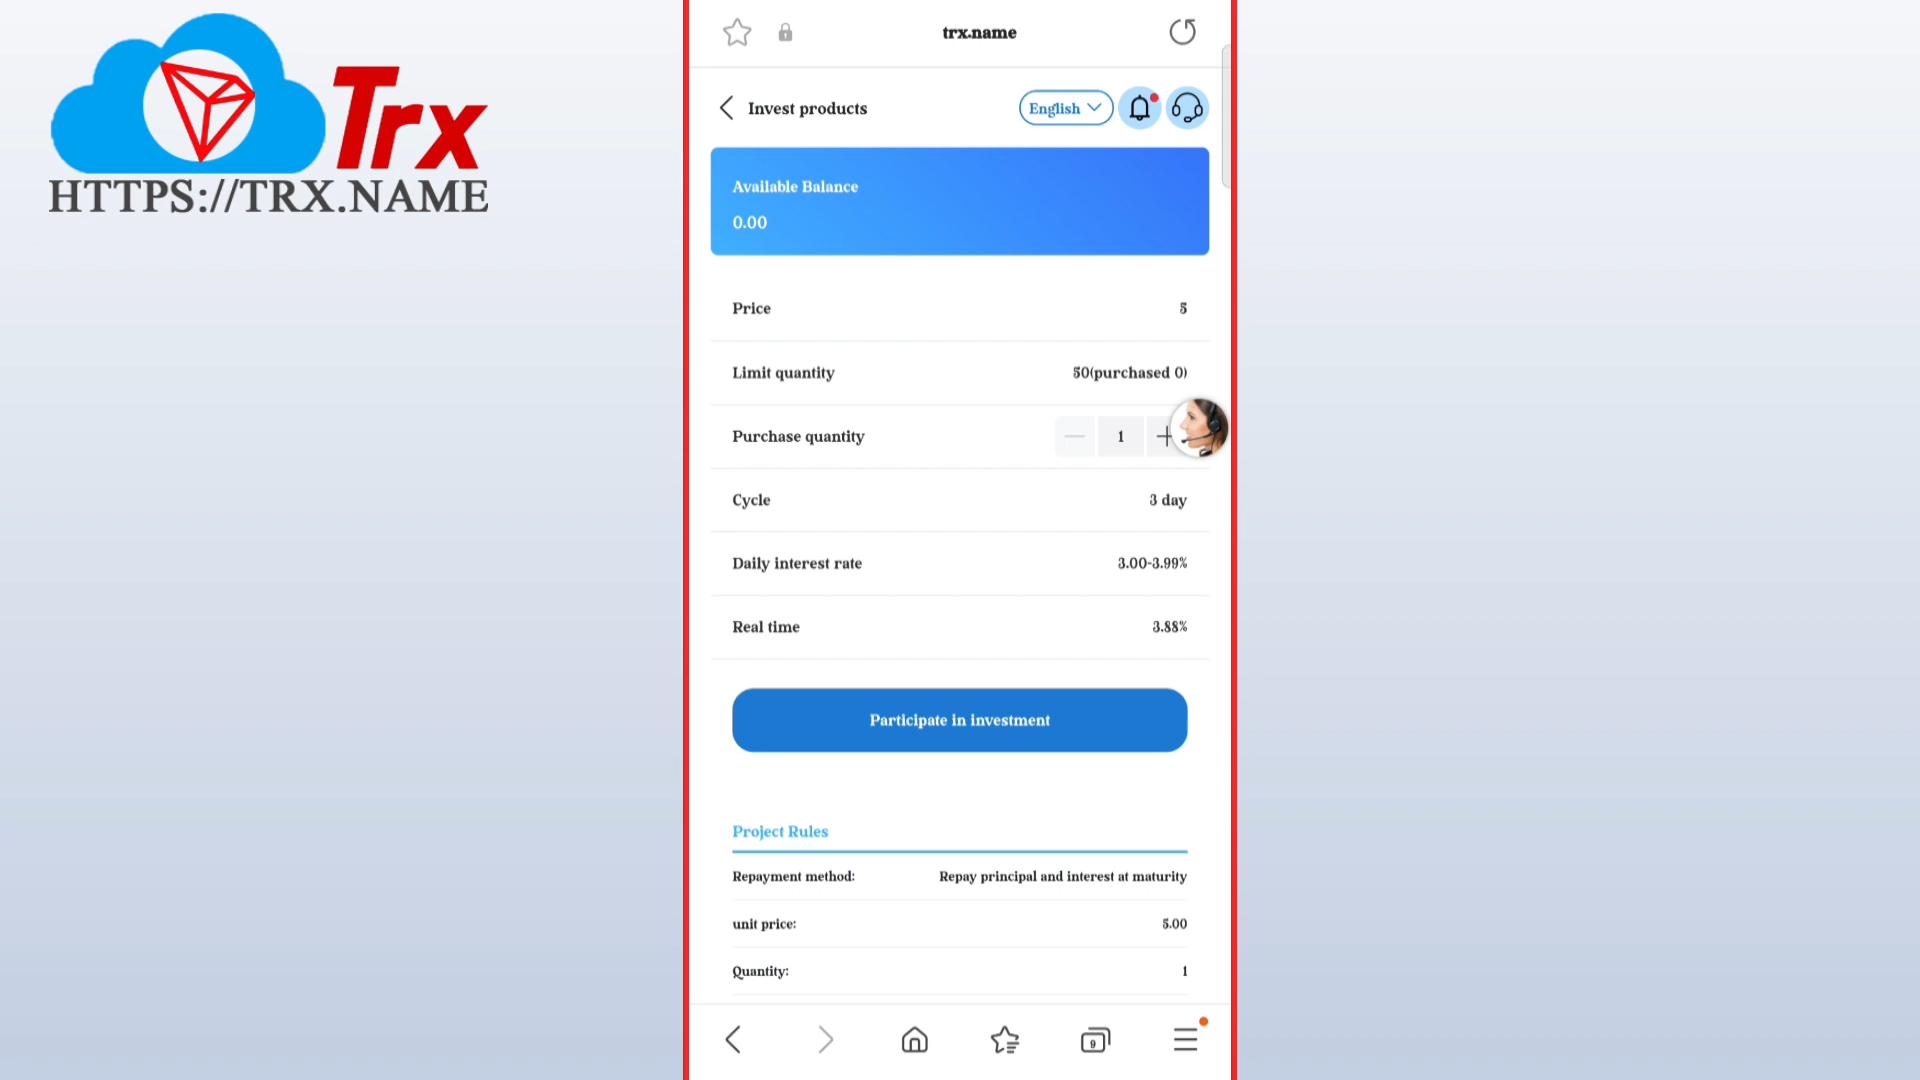 Trx
HTTPS://TRX.NAME
trx.name
Invest products
English
Available Balance
0.00
Price 5
Limit quantity 50(purchased 0)
Purchase quantity 1
Cycle 3 day
Daily interest rate 3.00-3.99%
Real time 3.88%
Participate in investment
Project Rules
Repayment method: Repay principal and interest at maturity
unit price: 5.00
Quantity: 1
9